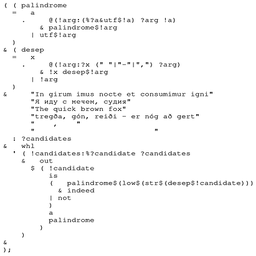 ( ( palindrome
= a
. @(!arg:(%?a&utf$!a) ?arg !a)
& palindrome$!arg
| utf$!arg
)
& ( desep
= x
. @(!arg:?x (" "|"-"|",") ?arg)
& !x desep$!arg
| !arg
)
& "In girum imus nocte et consumimur igni"
"Я иду с мечем, судия"
"The quick brown fox"
"tregða, gón, reiði - er nóg að gert"
" , "
" "
: ?candidates
& whl
' ( !candidates:%?candidate ?candidates
& out
$ ( !candidate
is
( palindrome$(low$(str$(desep$!candidate)))
& indeed
| not
)
a
palindrome
)
)
&
);